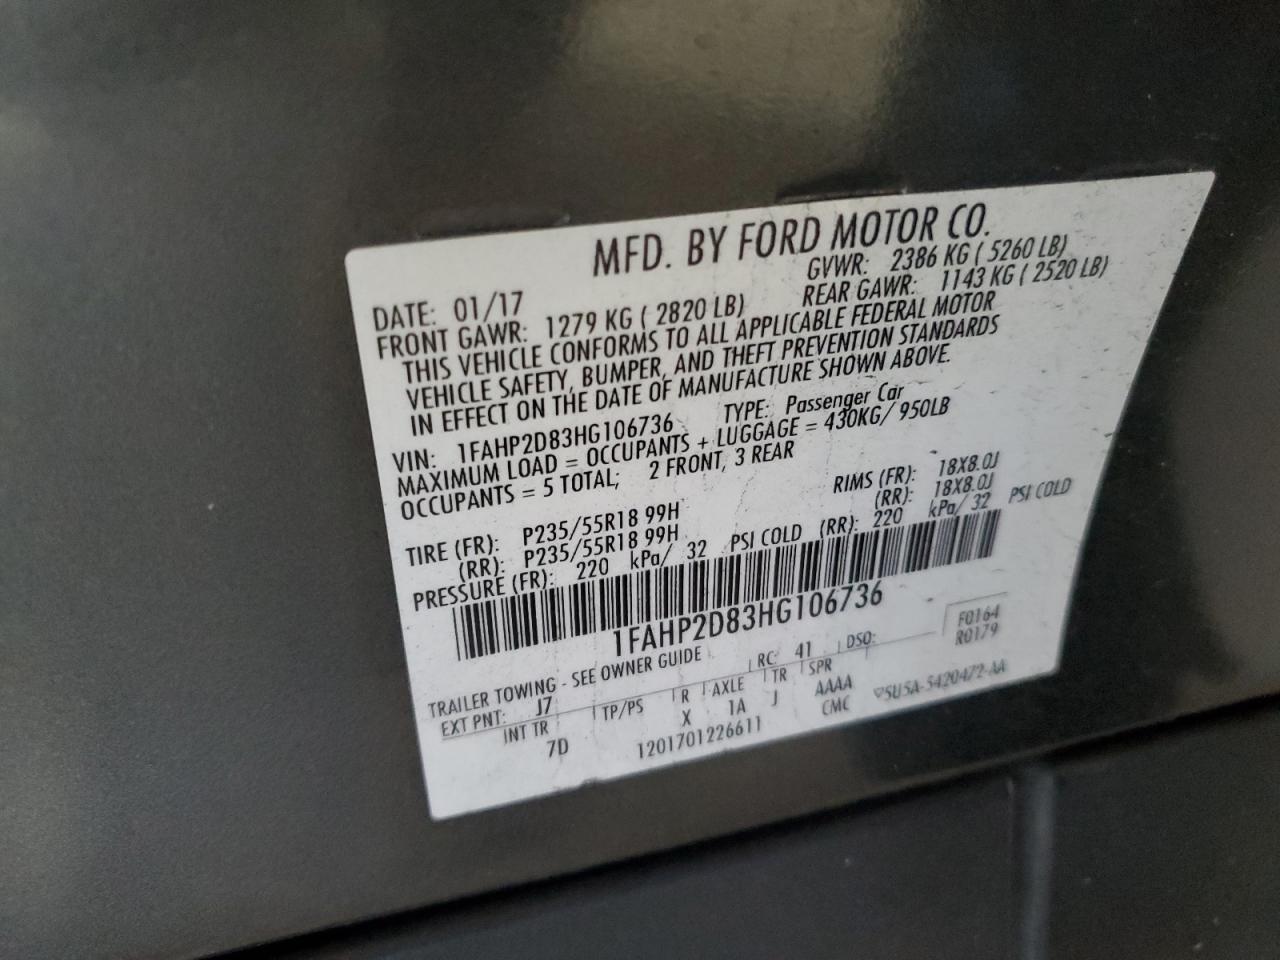 MFD. BY FORD MOTOR CO.
DATE: 01/17 GVWR: 2386 KG ( 5260 LB)
FRONT GAWR: 1279 KG ( 2820 LB) REAR GAWR: 1143 KG ( 2520 LB)
THIS VEHICLE CONFORMS TO ALL APPLICABLE FEDERAL MOTOR
VEHICLE SAFETY, BUMPER, AND THEFT PREVENTION STANDARDS
IN EFFECT ON THE DATE OF MANUFACTURE SHOWN ABOVE.
VIN: 1FAHP2D83HG106736 TYPE: Passenger Car
MAXIMUM LOAD = OCCUPANTS + LUGGAGE = 430KG/ 950LB
OCCUPANTS = 5 TOTAL; 2 FRONT, 3 REAR
TIRE (FR): P235/55R18 99H RIMS (FR): 18X8.0J
(RR): P235/55R18 99H (RR): 18X8.0J
PRESSURE (FR): 220 kPa/ 32 PSI COLD (RR): 220 kPa/ 32 PSI COLD
1FAHP2D83HG106736
F0164
R0179
TRAILER TOWING - SEE OWNER GUIDE
EXT PNT: J7 RC: 41 DSO:
INT TR TP/PS R AXLE TR SPR
7D X 1A J AAAA
1201701226611 CMC
5U5A-5420472-AA